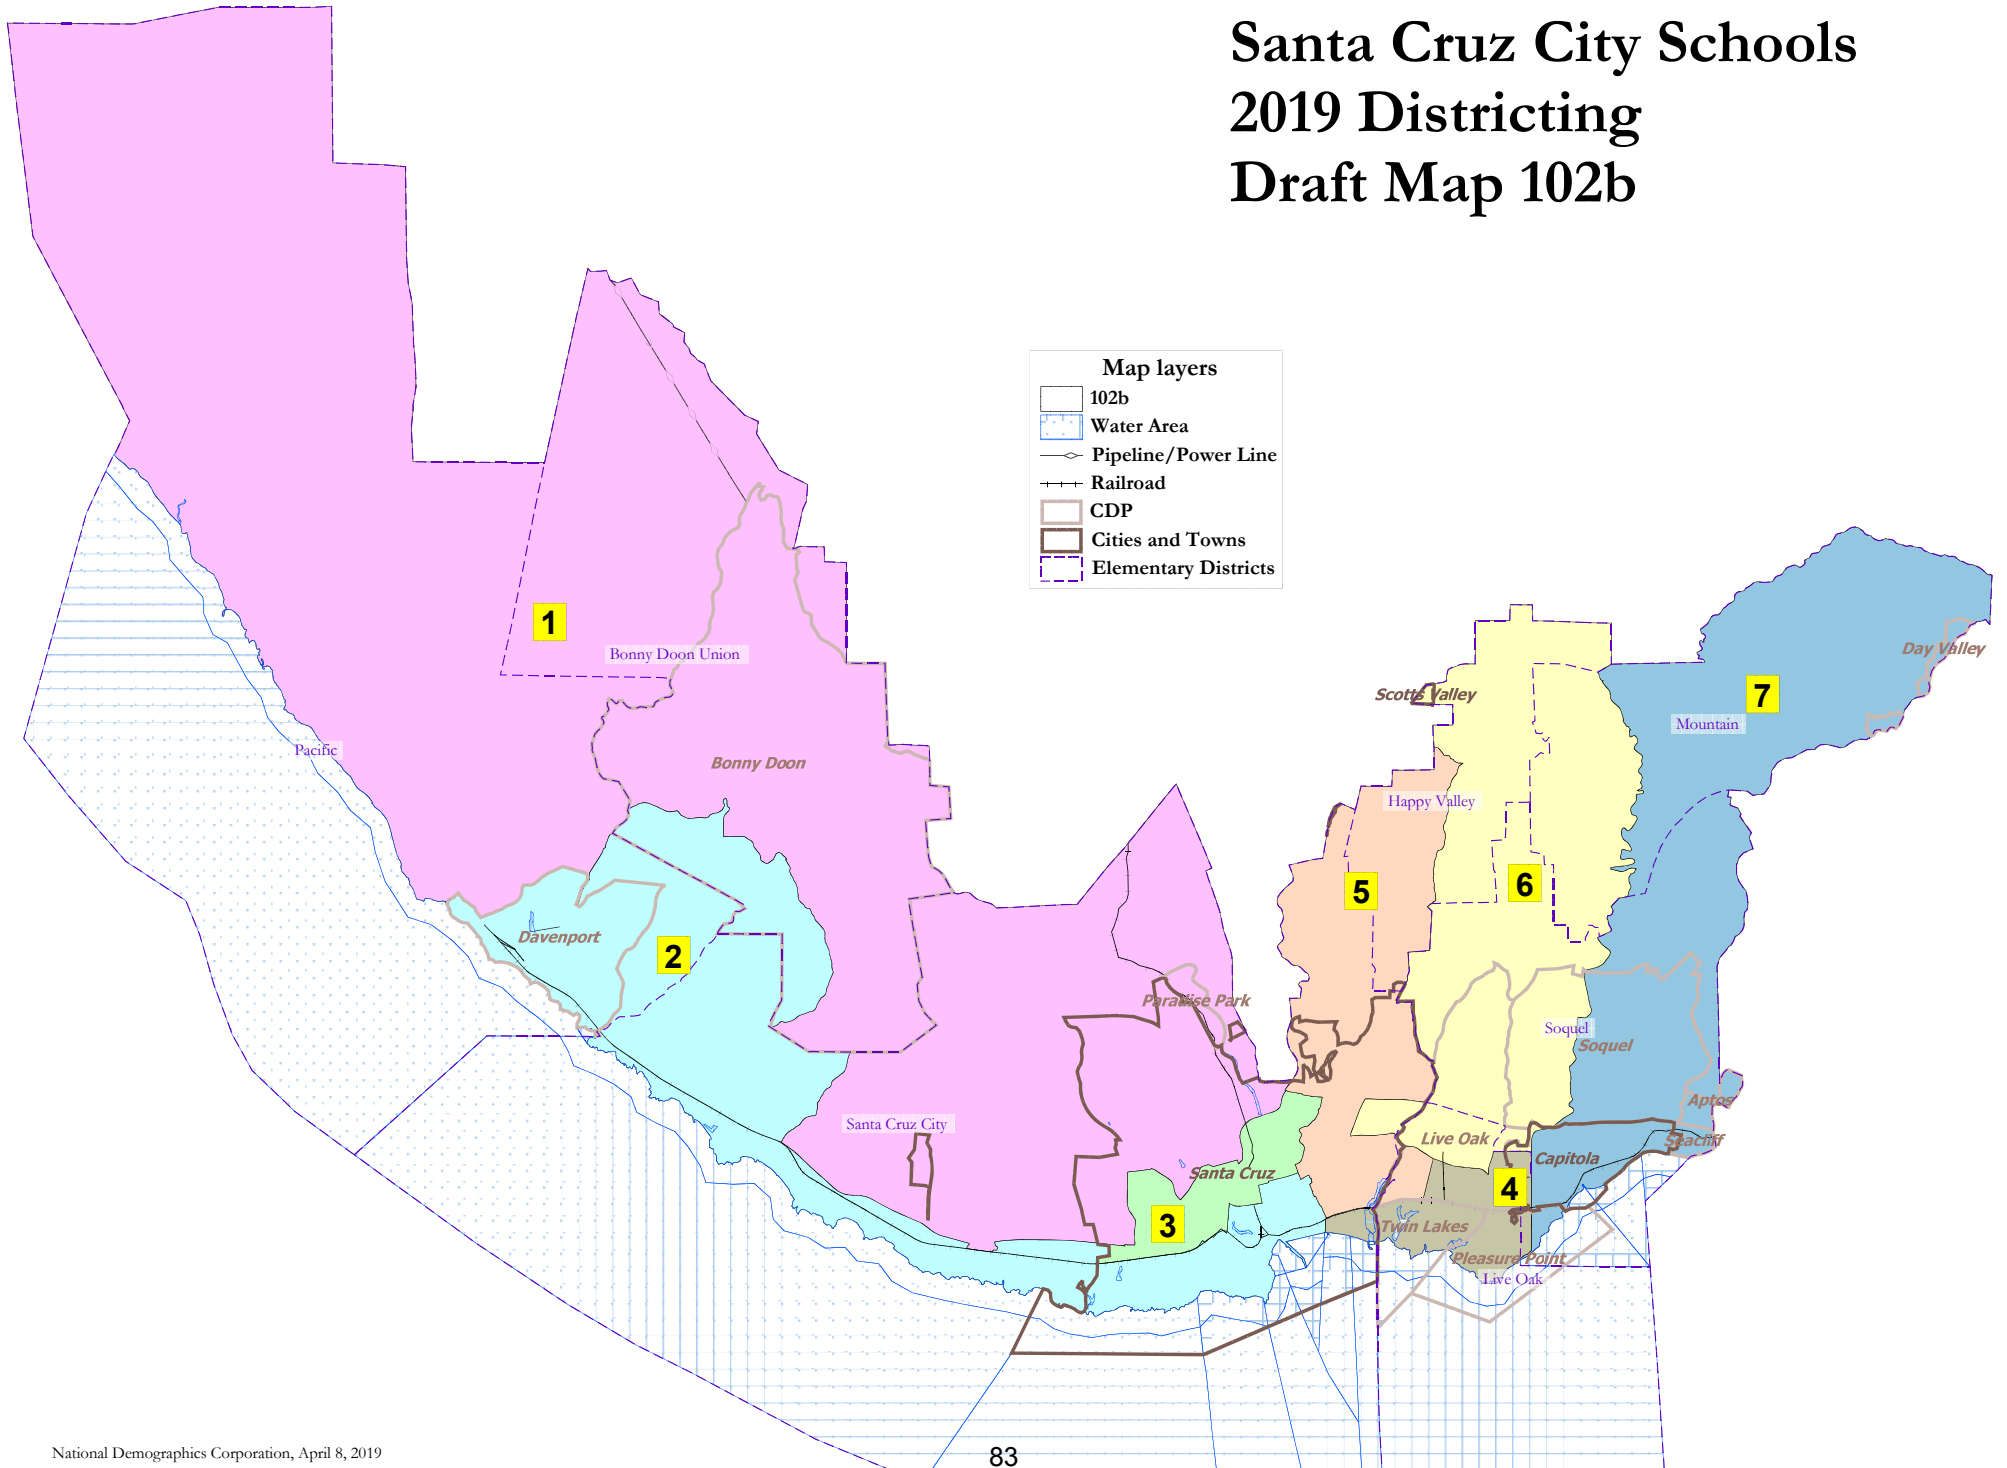 Santa Cruz City Schools
2019 Districting
Draft Map 102b
Map layers
102b
Water Area
Pipeline/Power Line
Railroad
CDP
Cities and Towns
Elementary Districts
1
Bonny Doon Union
Day Valley
Scotts Valley
7
Mountain
Pacific
Bonny Doon
Happy Valley
5
6
Davenport
2
Paradise Park
Soquel
Soquel
Aptos
Santa Cruz City
Live Oak
Seacliff
Capitola
Santa Cruz
4
3
Twin Lakes
Pleasure Point
Live Oak
National Demographics Corporation, April 8, 2019
83